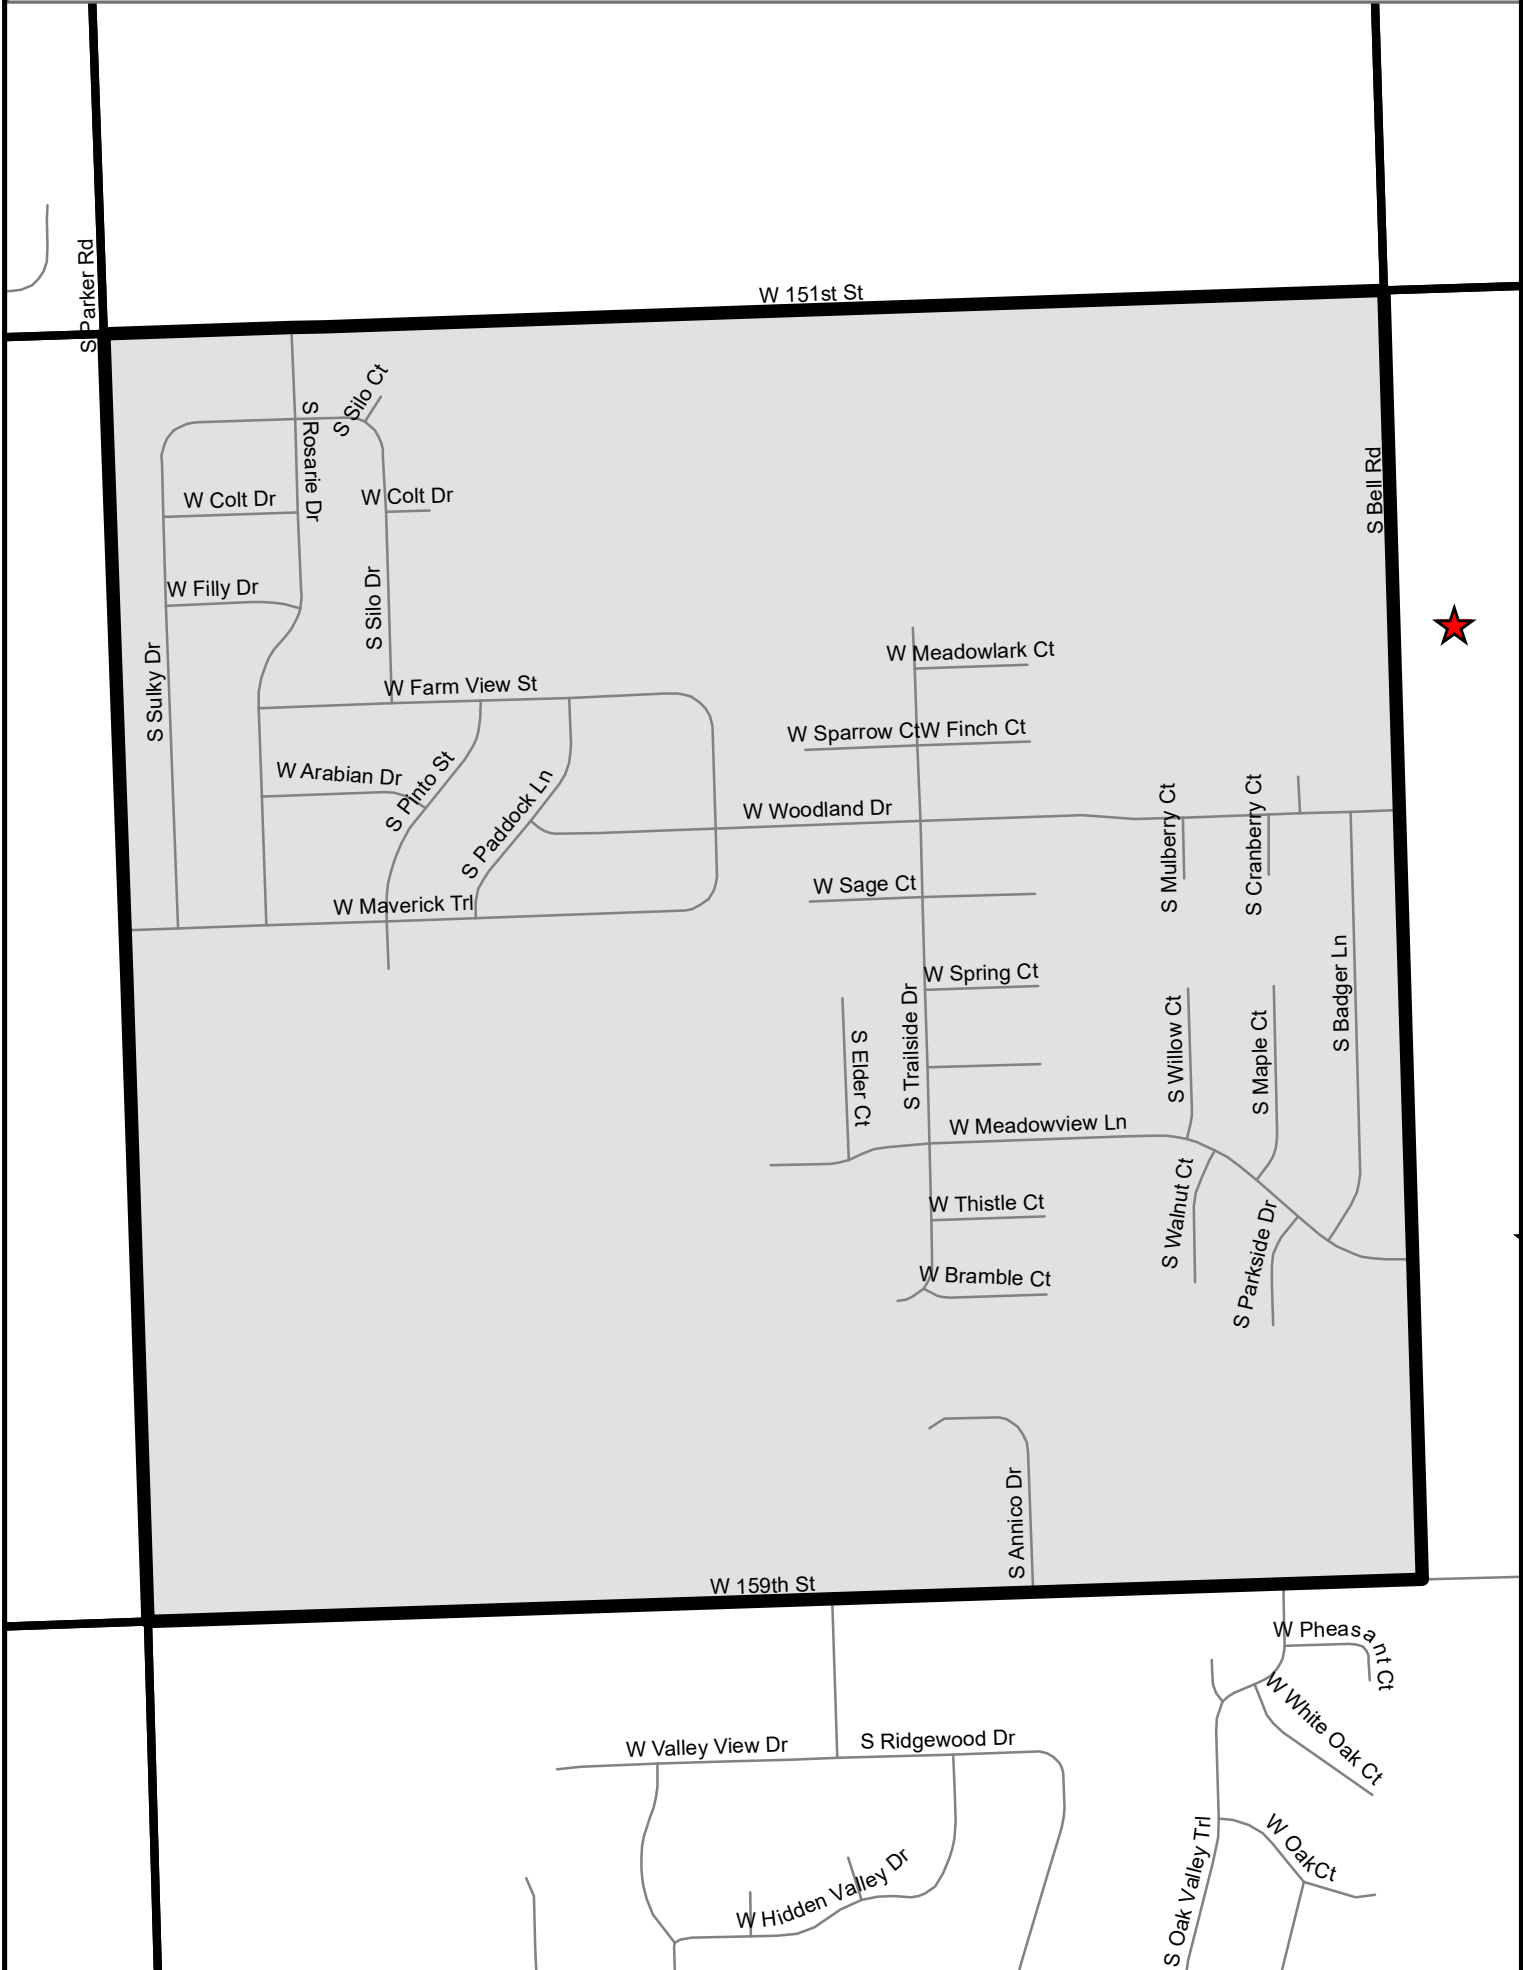 S Parker Rd
W 151st St
S Silo Ct
S Rosarie Dr
S Bell Rd
W Colt Dr
W Colt Dr
W Filly Dr
S Silo Dr
S Sulky Dr
W Farm View St
W Meadowlark Ct
W Sparrow Ct
W Finch Ct
W Arabian Dr
S Pinto St
S Paddock Ln
W Woodland Dr
S Mulberry Ct
S Cranberry Ct
W Maverick Trl
W Sage Ct
W Spring Ct
S Trailside Dr
S Elder Ct
S Willow Ct
S Maple Ct
S Badger Ln
W Meadowview Ln
W Thistle Ct
S Walnut Ct
S Parkside Dr
W Bramble Ct
S Annico Dr
W 159th St
W Pheasant Ct
W White Oak Ct
W Valley View Dr
S Ridgewood Dr
W Hidden Valley Dr
S Oak Valley Trl
W OakCt